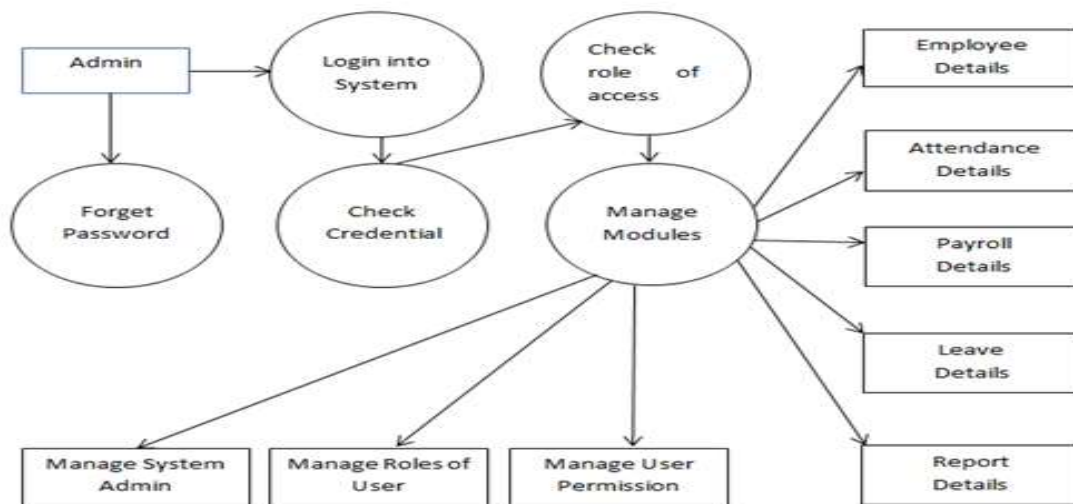 Admin
Login into
System
Check
role of
access
Employee
Details
Attendance
Details
Forget
Password
Check
Credential
Manage
Modules
Payroll
Details
Leave
Details
Manage System
Admin
Manage Roles of
User
Manage User
Permission
Report
Details